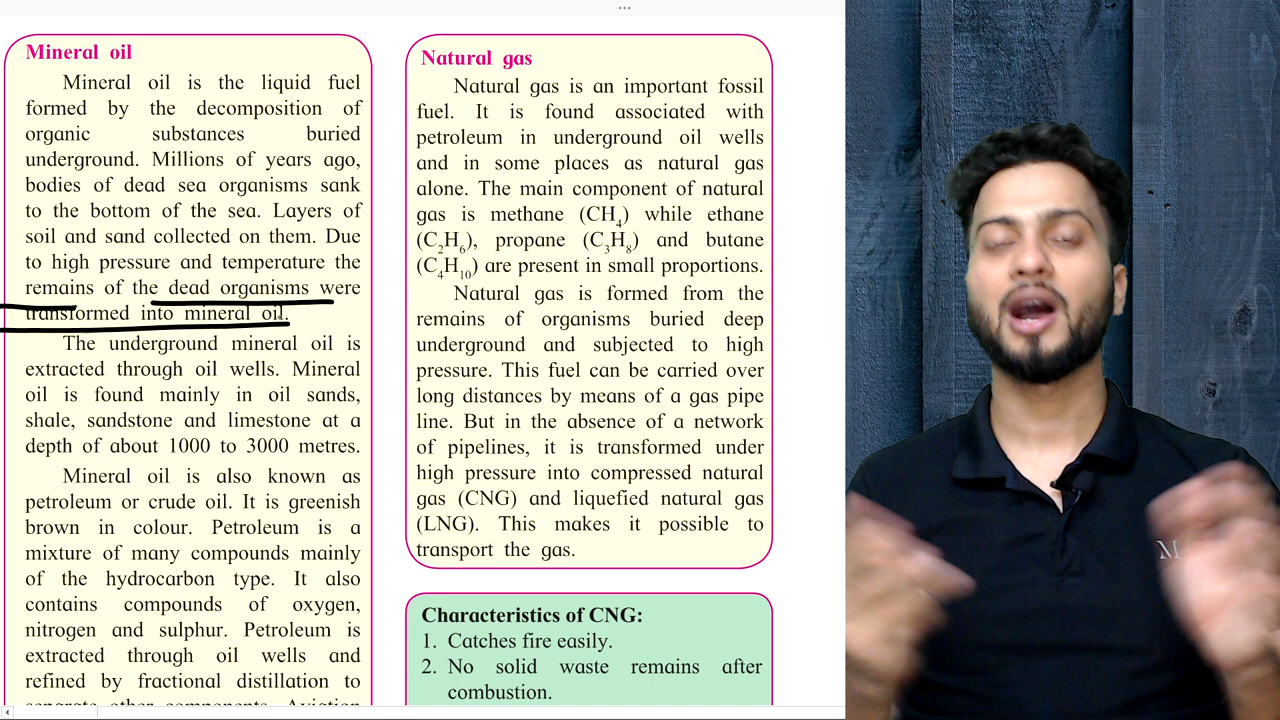 Mineral oil
Mineral oil is the liquid fuel
formed by the decomposition of
organic substances buried
underground. Millions of years ago,
bodies of dead sea organisms sank
to the bottom of the sea. Layers of
soil and sand collected on them. Due
to high pressure and temperature the
remains of the dead organisms were
transformed into mineral oil.
The underground mineral oil is
extracted through oil wells. Mineral
oil is found mainly in oil sands,
shale, sandstone and limestone at a
depth of about 1000 to 3000 metres.
Mineral oil is also known as
petroleum or crude oil. It is greenish
brown in colour. Petroleum is a
mixture of many compounds mainly
of the hydrocarbon type. It also
contains compounds of oxygen,
nitrogen and sulphur. Petroleum is
extracted through oil wells and
refined by fractional distillation to
separate other components. Aviation
Natural gas
Natural gas is an important fossil
fuel. It is found associated with
petroleum in underground oil wells
and in some places as natural gas
alone. The main component of natural
gas is methane (CH₄) while ethane
(C₂H₆), propane (C₃H₈) and butane
(C₄H₁₀) are present in small proportions.
Natural gas is formed from the
remains of organisms buried deep
underground and subjected to high
pressure. This fuel can be carried over
long distances by means of a gas pipe
line. But in the absence of a network
of pipelines, it is transformed under
high pressure into compressed natural
gas (CNG) and liquefied natural gas
(LNG). This makes it possible to
transport the gas.
Characteristics of CNG:
1. Catches fire easily.
2. No solid waste remains after
combustion.